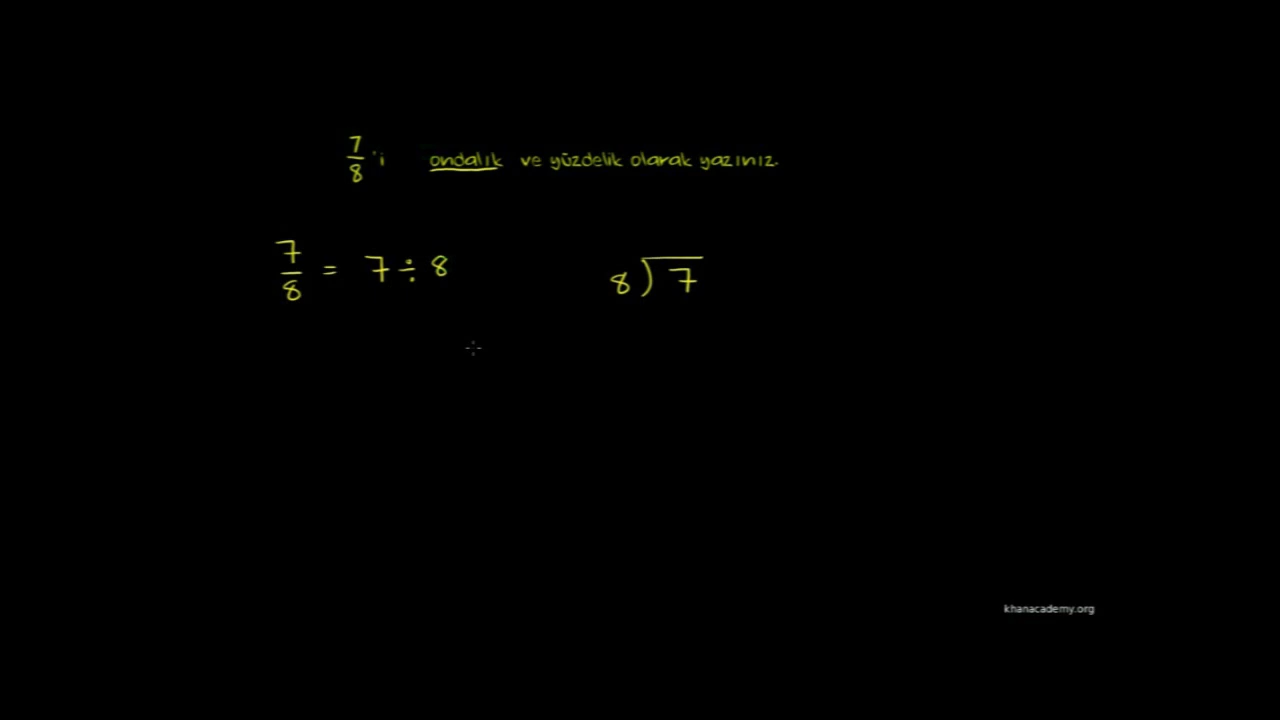 7/8 'i ondalık ve yüzdelik olarak yazınız.
7/8 = 7 ÷ 8
8 ) 7
khanacademy.org